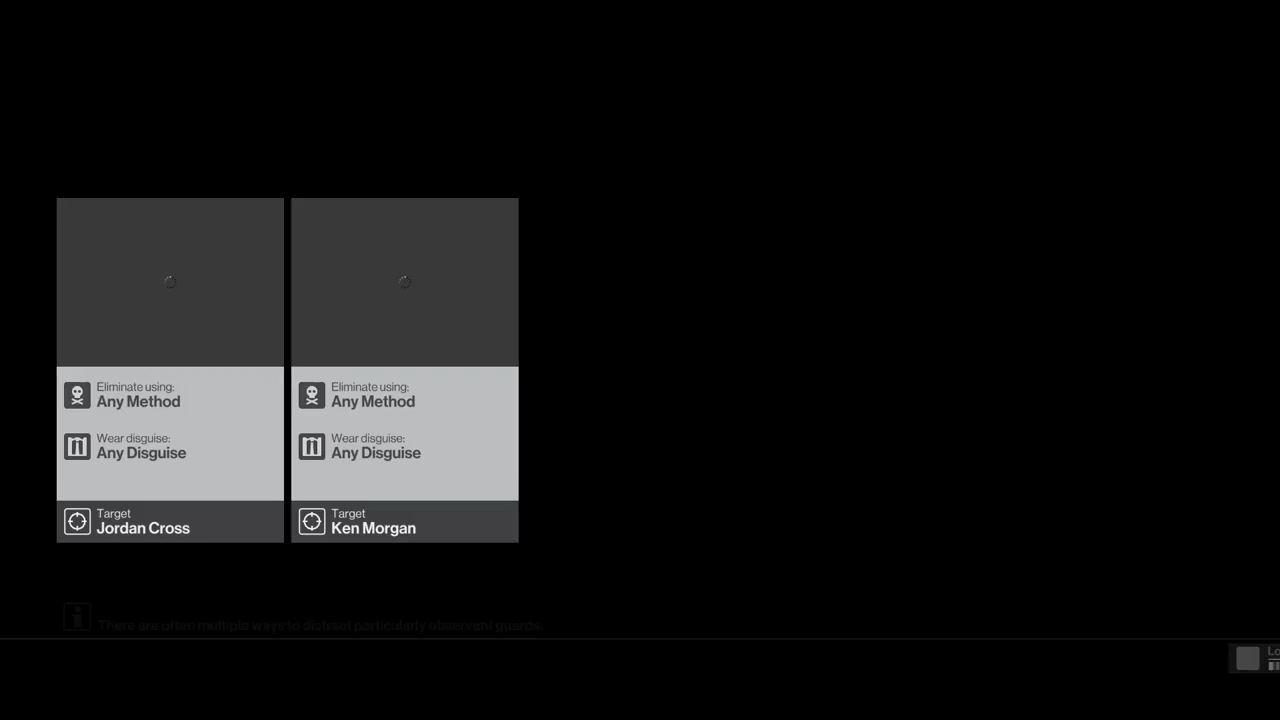 Eliminate using:
Any Method
Wear disguise:
Any Disguise
Target
Jordan Cross
Eliminate using:
Any Method
Wear disguise:
Any Disguise
Target
Ken Morgan
There are often multiple ways to distract particularly observant guards.